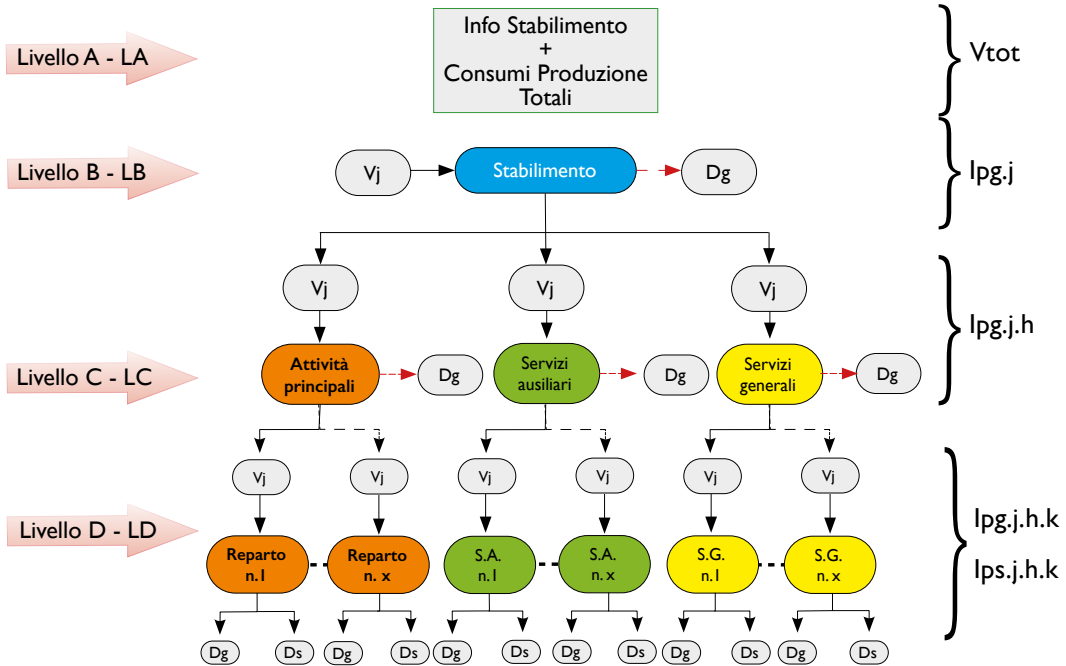 Livello A - LA
Info Stabilimento
+
Consumi Produzione
Totali
Vtot
Livello B - LB
Vj
Stabilimento
Dg
Ipg.j
Vj
Vj
Vj
Ipg.j.h
Livello C - LC
Attività
principali
Dg
Servizi
ausiliari
Dg
Servizi
generali
Dg
Vj
Vj
Vj
Vj
Vj
Vj
Livello D - LD
Reparto
n.1
Reparto
n. x
S.A.
n.1
S.A.
n. x
S.G.
n.1
S.G.
n. x
Ipg.j.h.k
Ips.j.h.k
Dg
Ds
Dg
Ds
Dg
Ds
Dg
Ds
Dg
Ds
Dg
Ds